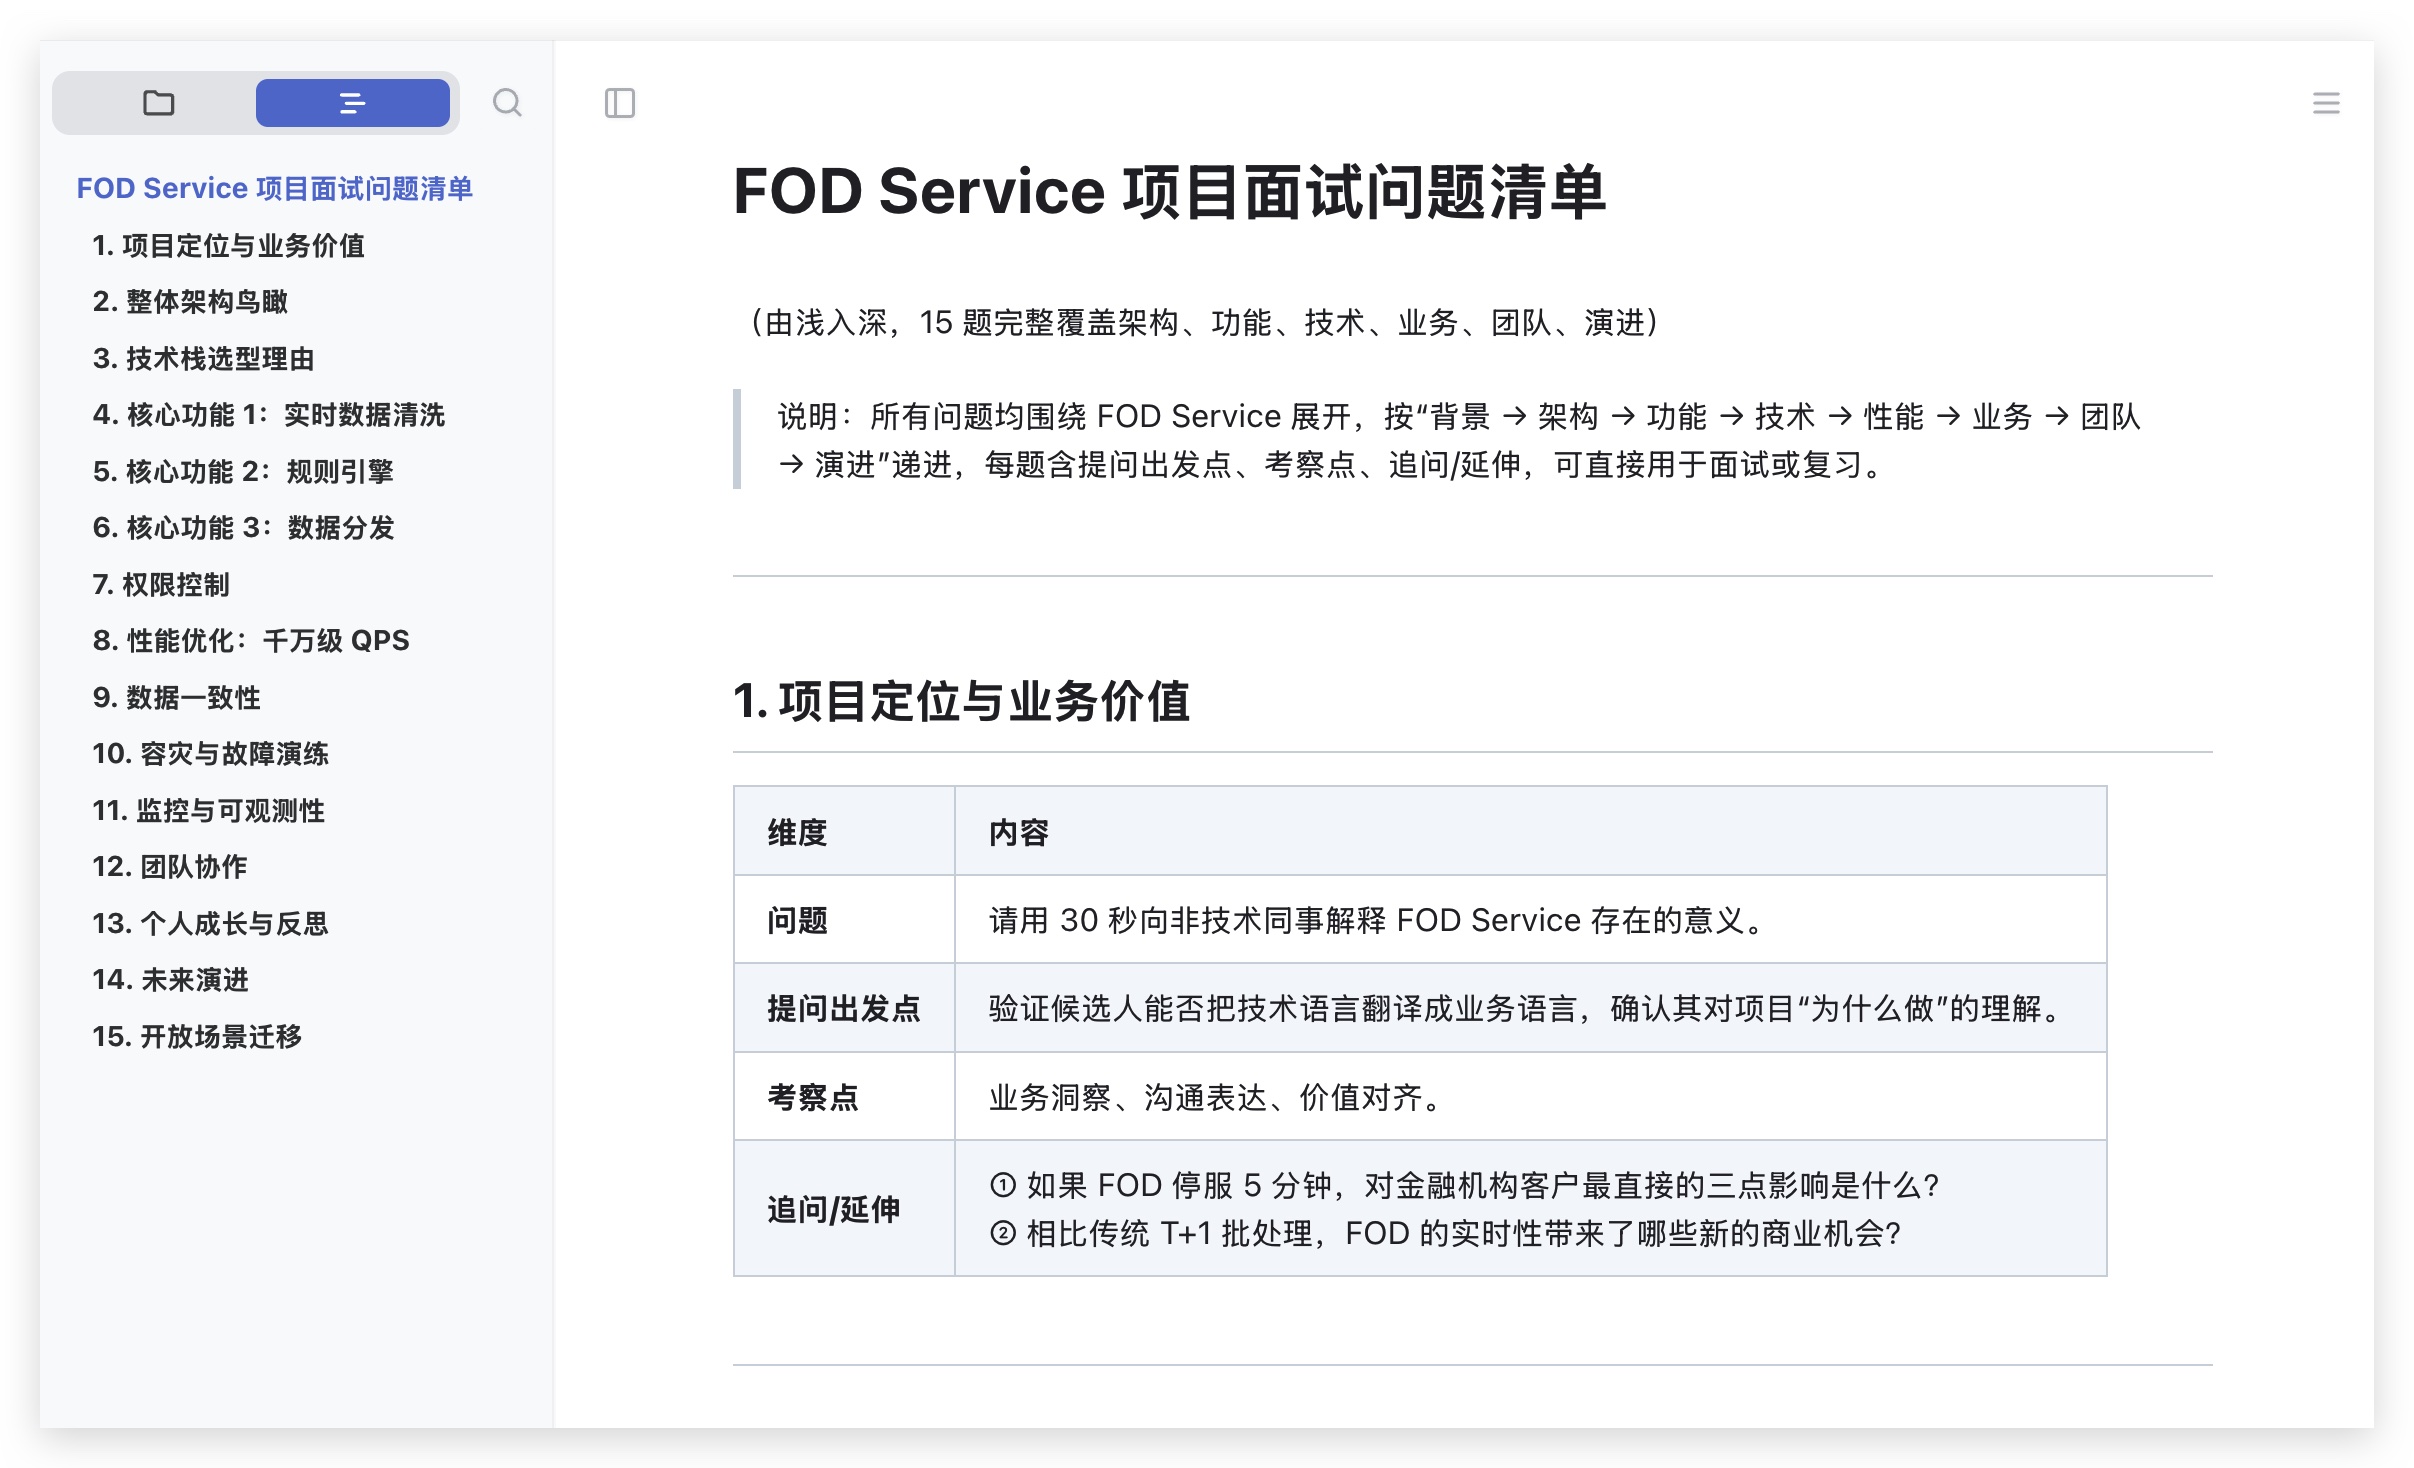 FOD Service 项目面试问题清单
1. 项目定位与业务价值
2. 整体架构鸟瞰
3. 技术栈选型理由
4. 核心功能 1：实时数据清洗
5. 核心功能 2：规则引擎
6. 核心功能 3：数据分发
7. 权限控制
8. 性能优化：千万级 QPS
9. 数据一致性
10. 容灾与故障演练
11. 监控与可观测性
12. 团队协作
13. 个人成长与反思
14. 未来演进
15. 开放场景迁移
FOD Service 项目面试问题清单
（由浅入深，15 题完整覆盖架构、功能、技术、业务、团队、演进）
说明：所有问题均围绕 FOD Service 展开，按“背景 → 架构 → 功能 → 技术 → 性能 → 业务 → 团队
→ 演进”递进，每题含提问出发点、考察点、追问/延伸，可直接用于面试或复习。
1. 项目定位与业务价值
维度 内容
问题 请用 30 秒向非技术同事解释 FOD Service 存在的意义。
提问出发点 验证候选人能否把技术语言翻译成业务语言，确认其对项目“为什么做”的理解。
考察点 业务洞察、沟通表达、价值对齐。
追问/延伸 ① 如果 FOD 停服 5 分钟，对金融机构客户最直接的三点影响是什么?
② 相比传统 T+1 批处理，FOD 的实时性带来了哪些新的商业机会?